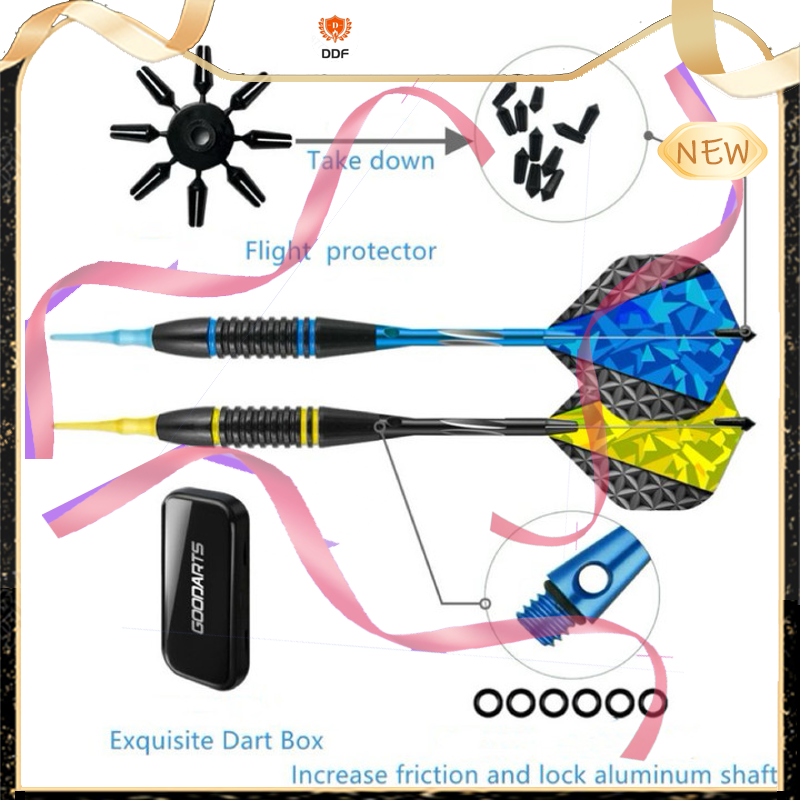 DDF
Take down
NEW
Flight protector
GOODARTS
Exquisite Dart Box
Increase friction and lock aluminum shaft